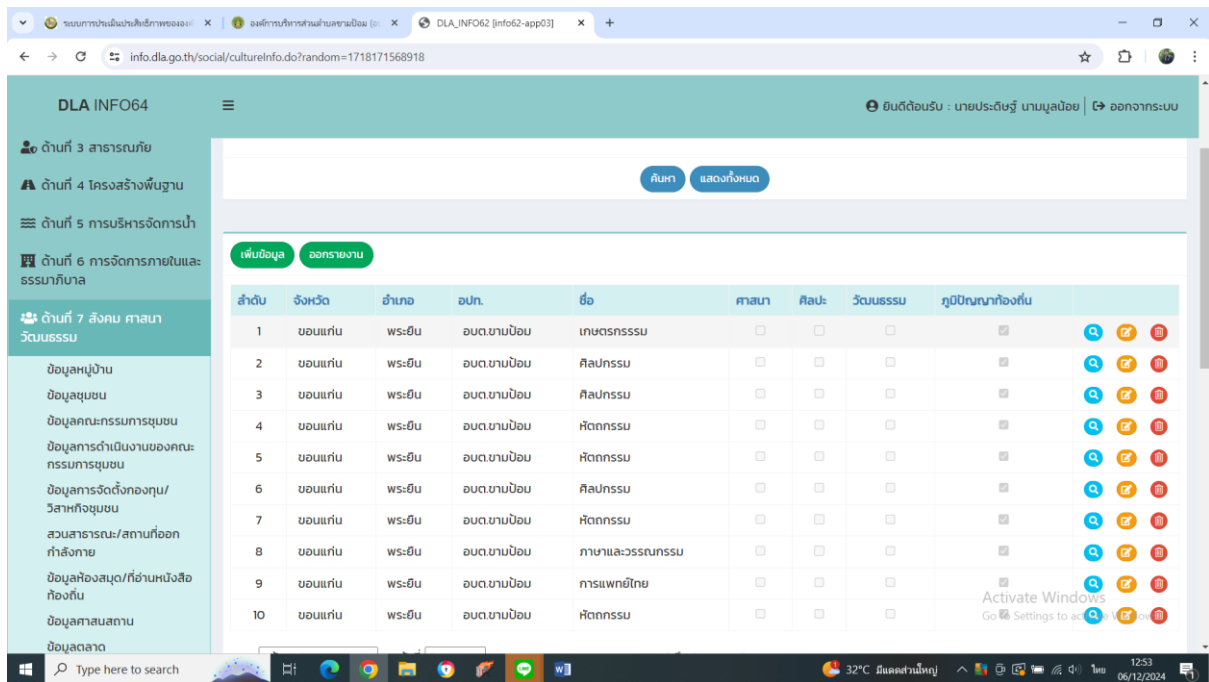 ระบบการประเมินประสิทธิภาพขององค์
องค์การบริหารส่วนตำบลขามป้อม (อบ
DLA_INFO62 [info62-app03]
info.dla.go.th/social/cultureInfo.do?random=1718171568918
DLA INFO64
ยินดีต้อนรับ : นายประดิษฐ์ นามมูลน้อย
ออกจากระบบ
ด้านที่ 3 สาธารณภัย
ด้านที่ 4 โครงสร้างพื้นฐาน
ด้านที่ 5 การบริหารจัดการน้ำ
ด้านที่ 6 การจัดการภายในและ
ธรรมาภิบาล
ด้านที่ 7 สังคม ศาสนา
วัฒนธรรม
ข้อมูลหมู่บ้าน
ข้อมูลชุมชน
ข้อมูลคณะกรรมการชุมชน
ข้อมูลการดำเนินงานของคณะ
กรรมการชุมชน
ข้อมูลการจัดตั้งกองทุน/
วิสาหกิจชุมชน
สวนสาธารณะ/สถานที่ออก
กำลังกาย
ข้อมูลห้องสมุด/ที่อ่านหนังสือ
ท้องถิ่น
ข้อมูลศาสนสถาน
ข้อมูลตลาด
ค้นหา แสดงทั้งหมด
เพิ่มข้อมูล ออกรายงาน
ลำดับ จังหวัด อำเภอ อปท. ชื่อ ศาสนา ศิลปะ วัฒนธรรม ภูมิปัญญาท้องถิ่น
1 ขอนแก่น พระยืน อบต.ขามป้อม เกษตรกรรรม
2 ขอนแก่น พระยืน อบต.ขามป้อม ศิลปกรรม
3 ขอนแก่น พระยืน อบต.ขามป้อม ศิลปกรรม
4 ขอนแก่น พระยืน อบต.ขามป้อม หัตถกรรม
5 ขอนแก่น พระยืน อบต.ขามป้อม หัตถกรรม
6 ขอนแก่น พระยืน อบต.ขามป้อม ศิลปกรรม
7 ขอนแก่น พระยืน อบต.ขามป้อม หัตถกรรม
8 ขอนแก่น พระยืน อบต.ขามป้อม ภาษาและวรรณกรรม
9 ขอนแก่น พระยืน อบต.ขามป้อม การแพทย์ไทย
10 ขอนแก่น พระยืน อบต.ขามป้อม หัตถกรรม
Activate Windows
Go to Settings to activate Windows
Type here to search
32°C มีแดดส่วนใหญ่
ไทย
12:53
06/12/2024